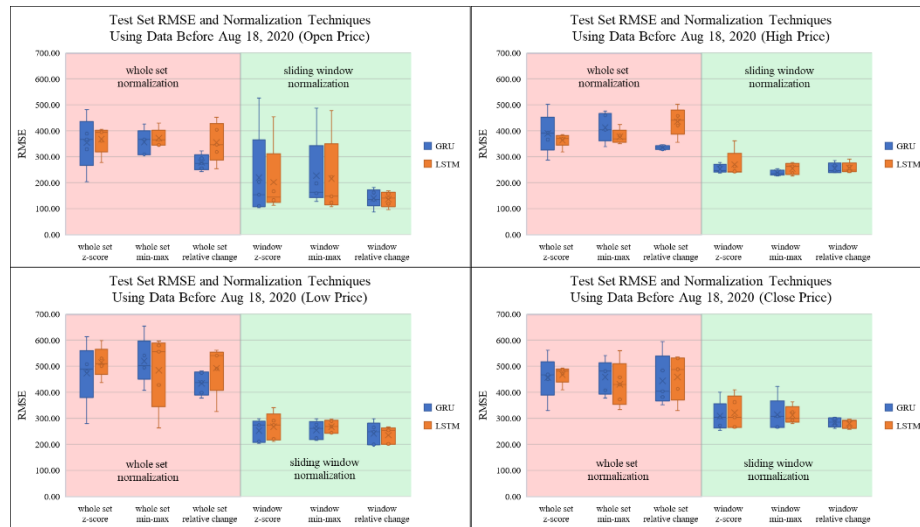 Test Set RMSE and Normalization Techniques
Using Data Before Aug 18, 2020 (Open Price)
700.00
600.00
500.00
400.00
300.00
200.00
100.00
0.00
RMSE
whole set
normalization
sliding window
normalization
GRU
LSTM
whole set
z-score
whole set
min-max
whole set
relative change
window
z-score
window
min-max
window
relative change
Test Set RMSE and Normalization Techniques
Using Data Before Aug 18, 2020 (High Price)
700.00
600.00
500.00
400.00
300.00
200.00
100.00
0.00
RMSE
whole set
normalization
sliding window
normalization
GRU
LSTM
whole set
z-score
whole set
min-max
whole set
relative change
window
z-score
window
min-max
window
relative change
Test Set RMSE and Normalization Techniques
Using Data Before Aug 18, 2020 (Low Price)
700.00
600.00
500.00
400.00
300.00
200.00
100.00
0.00
RMSE
whole set
normalization
sliding window
normalization
GRU
LSTM
whole set
z-score
whole set
min-max
whole set
relative change
window
z-score
window
min-max
window
relative change
Test Set RMSE and Normalization Techniques
Using Data Before Aug 18, 2020 (Close Price)
700.00
600.00
500.00
400.00
300.00
200.00
100.00
0.00
RMSE
whole set
normalization
sliding window
normalization
GRU
LSTM
whole set
z-score
whole set
min-max
whole set
relative change
window
z-score
window
min-max
window
relative change